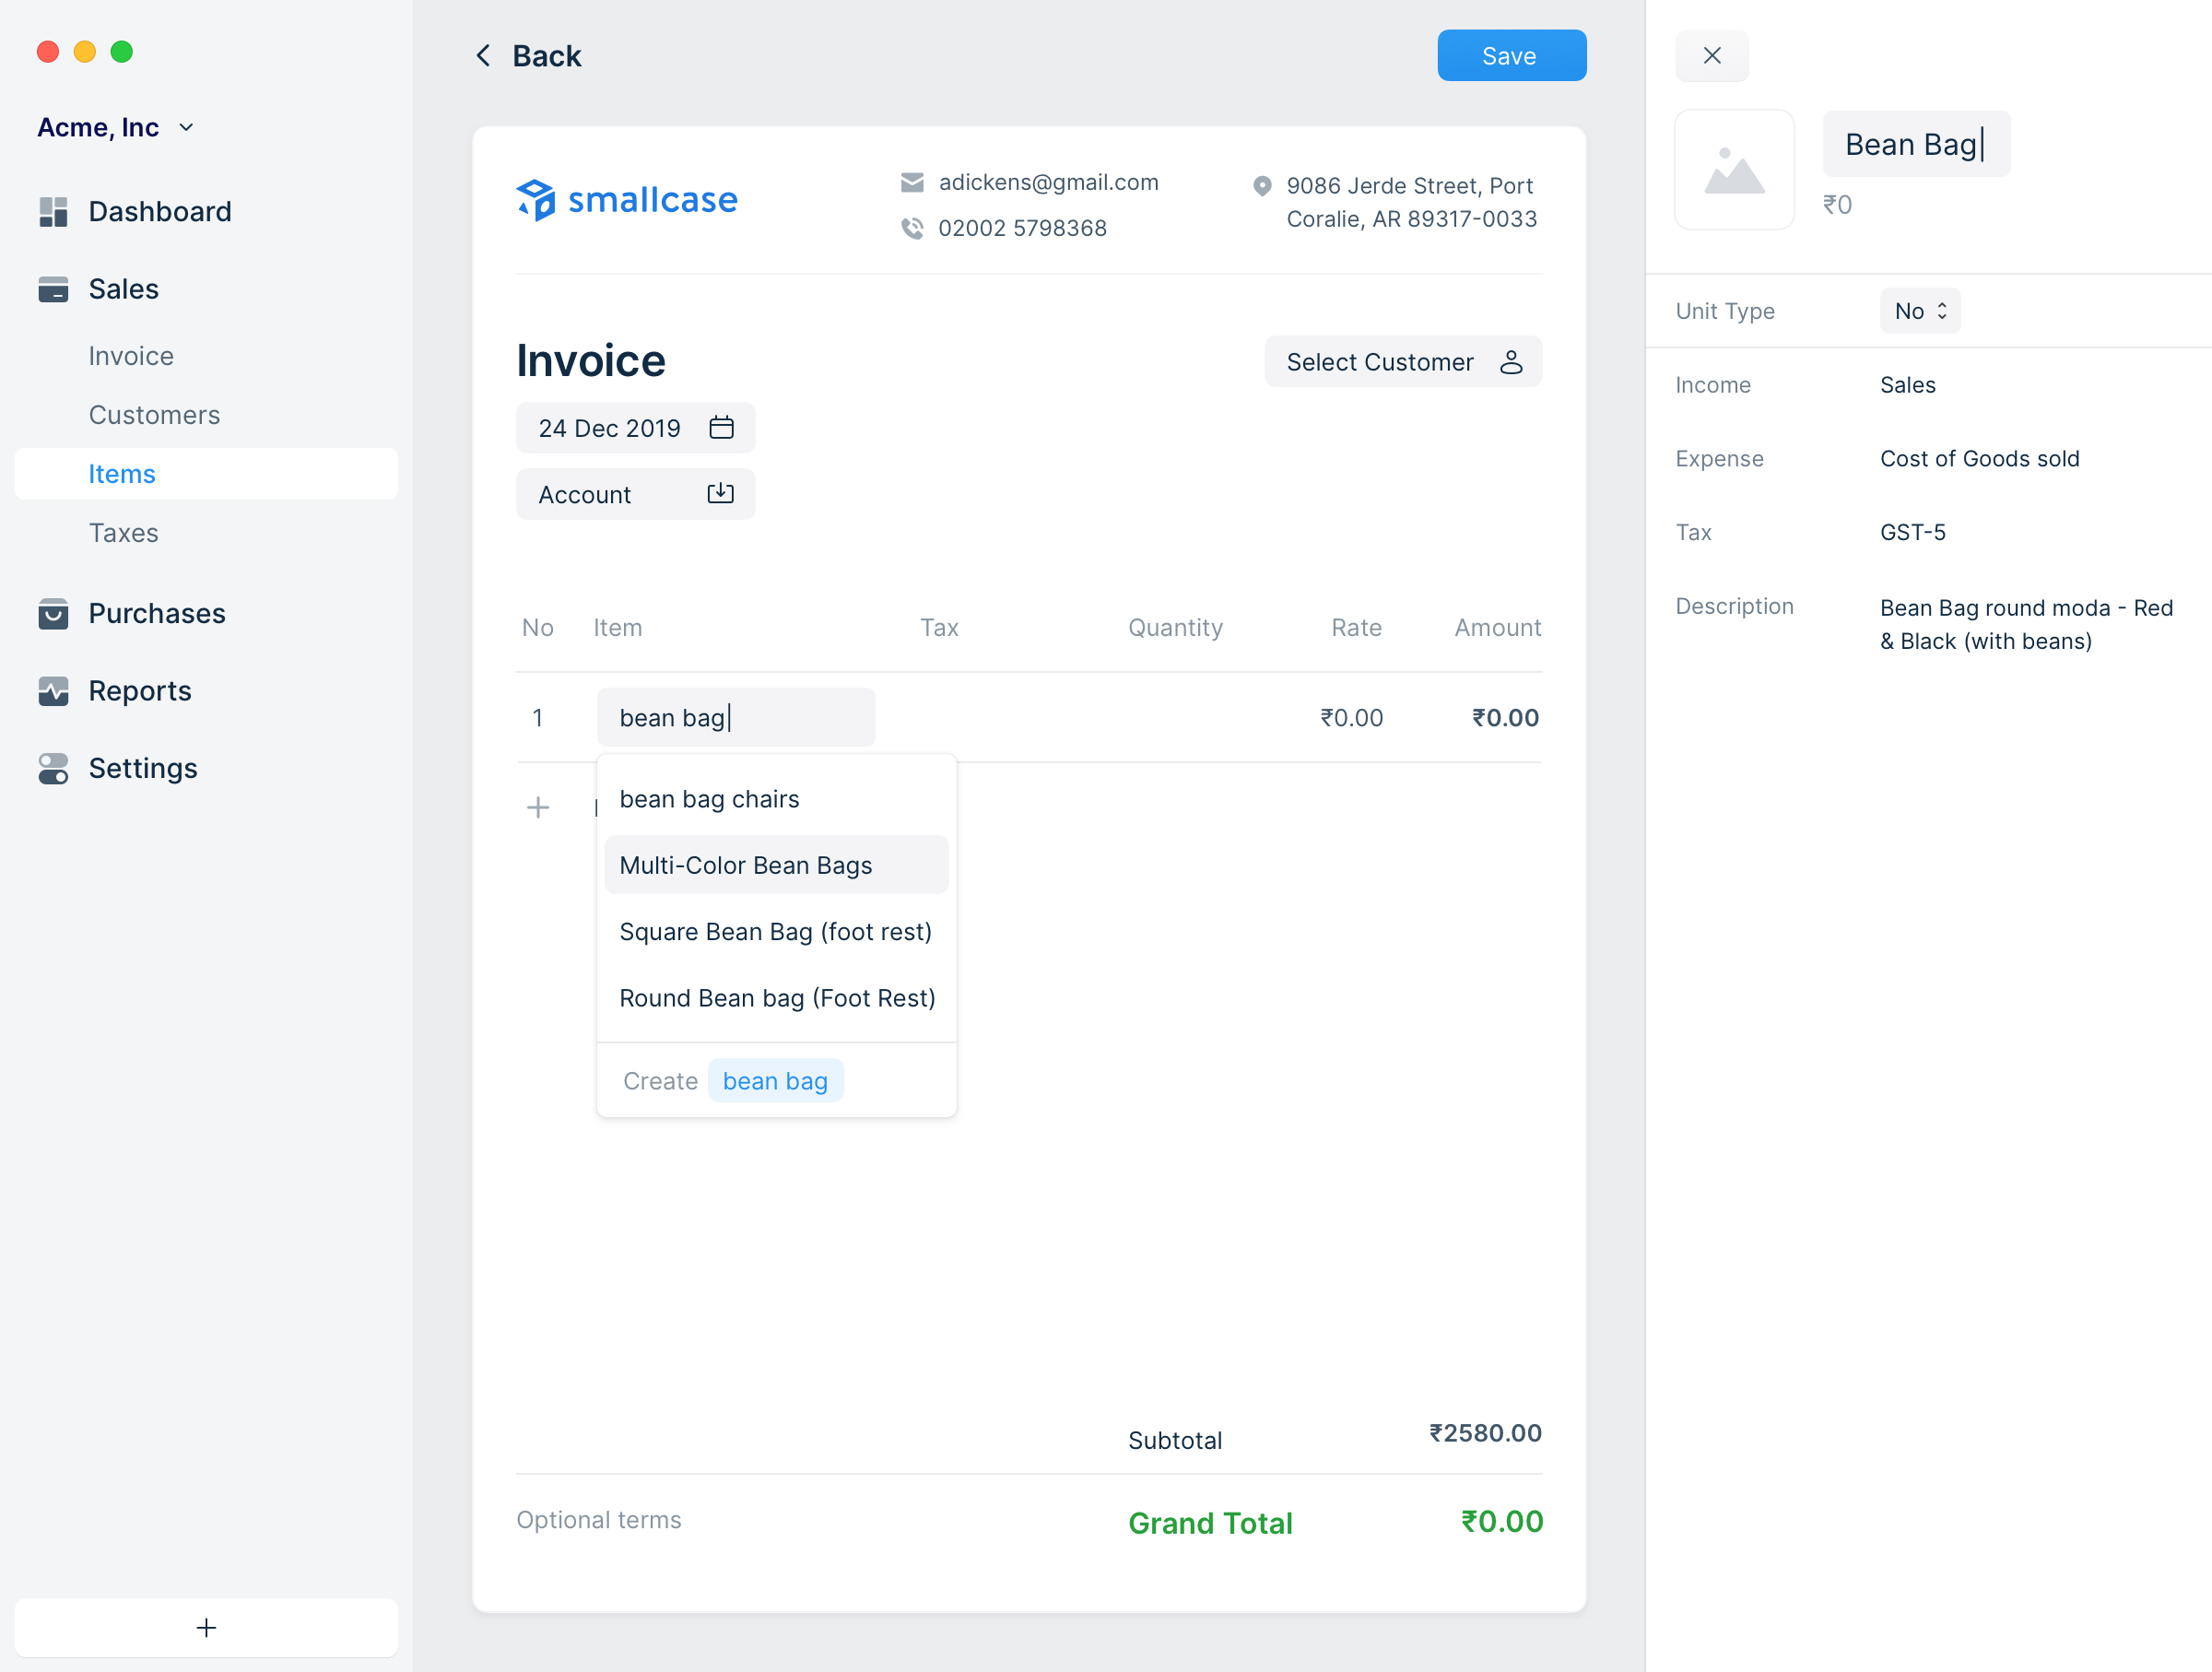 Acme, Inc
Dashboard
Sales
Invoice
Customers
Items
Taxes
Purchases
Reports
Settings
Back
Save
smallcase
adickens@gmail.com
02002 5798368
9086 Jerde Street, Port
Coralie, AR 89317-0033
Invoice
Select Customer
24 Dec 2019
Account
No Item Tax Quantity Rate Amount
1 bean bag ₹0.00 ₹0.00
bean bag chairs
Multi-Color Bean Bags
Square Bean Bag (foot rest)
Round Bean bag (Foot Rest)
Create bean bag
Subtotal ₹2580.00
Optional terms Grand Total ₹0.00
Bean Bag
₹0
Unit Type No
Income Sales
Expense Cost of Goods sold
Tax GST-5
Description Bean Bag round moda - Red
& Black (with beans)